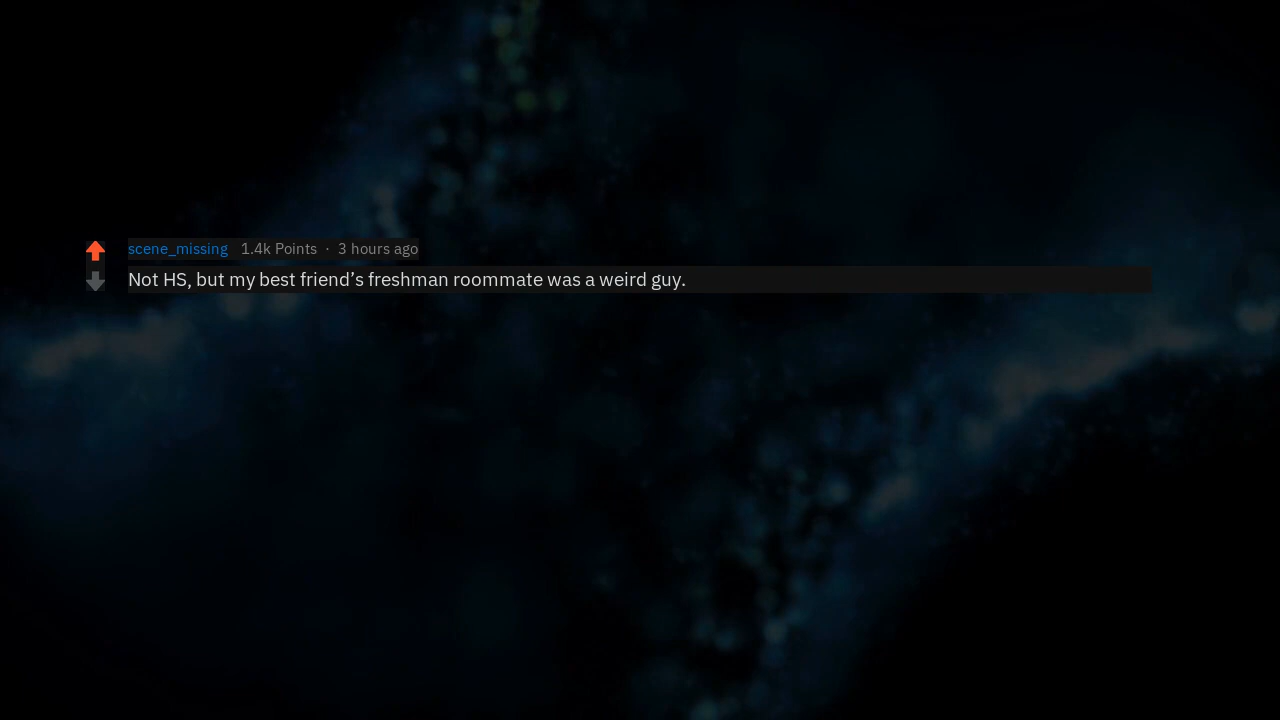 scene_missing 1.4k Points · 3 hours ago
Not HS, but my best friend’s freshman roommate was a weird guy.